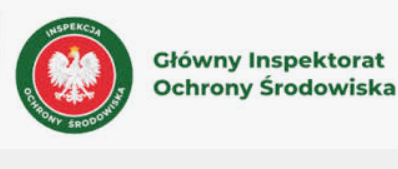 INSPEKCJA
OCHRONY ŚRODOWISKA
Główny Inspektorat
Ochrony Środowiska